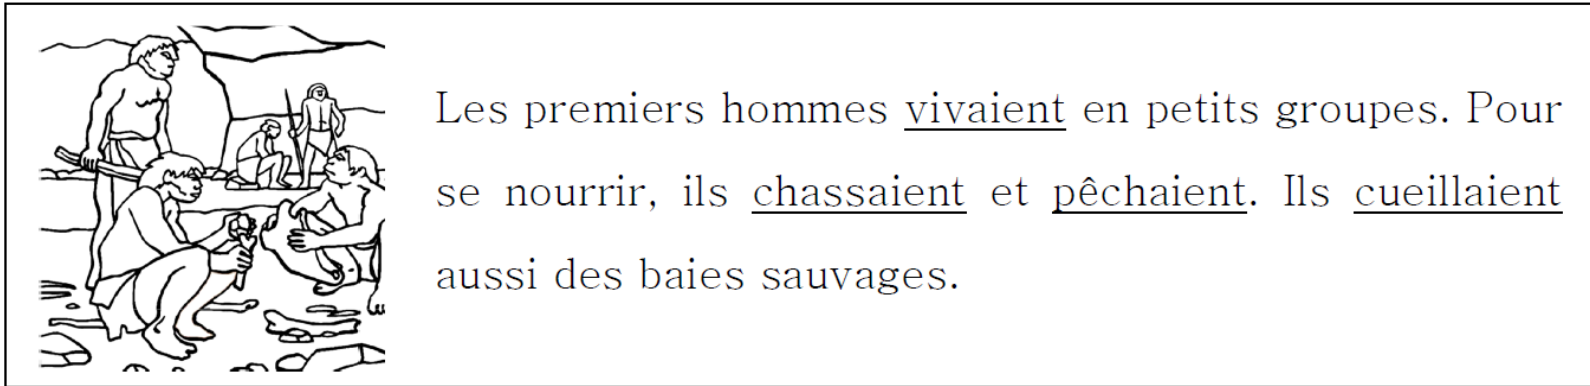 Les premiers hommes vivaient en petits groupes. Pour
se nourrir, ils chassaient et pêchaient. Ils cueillaient
aussi des baies sauvages.